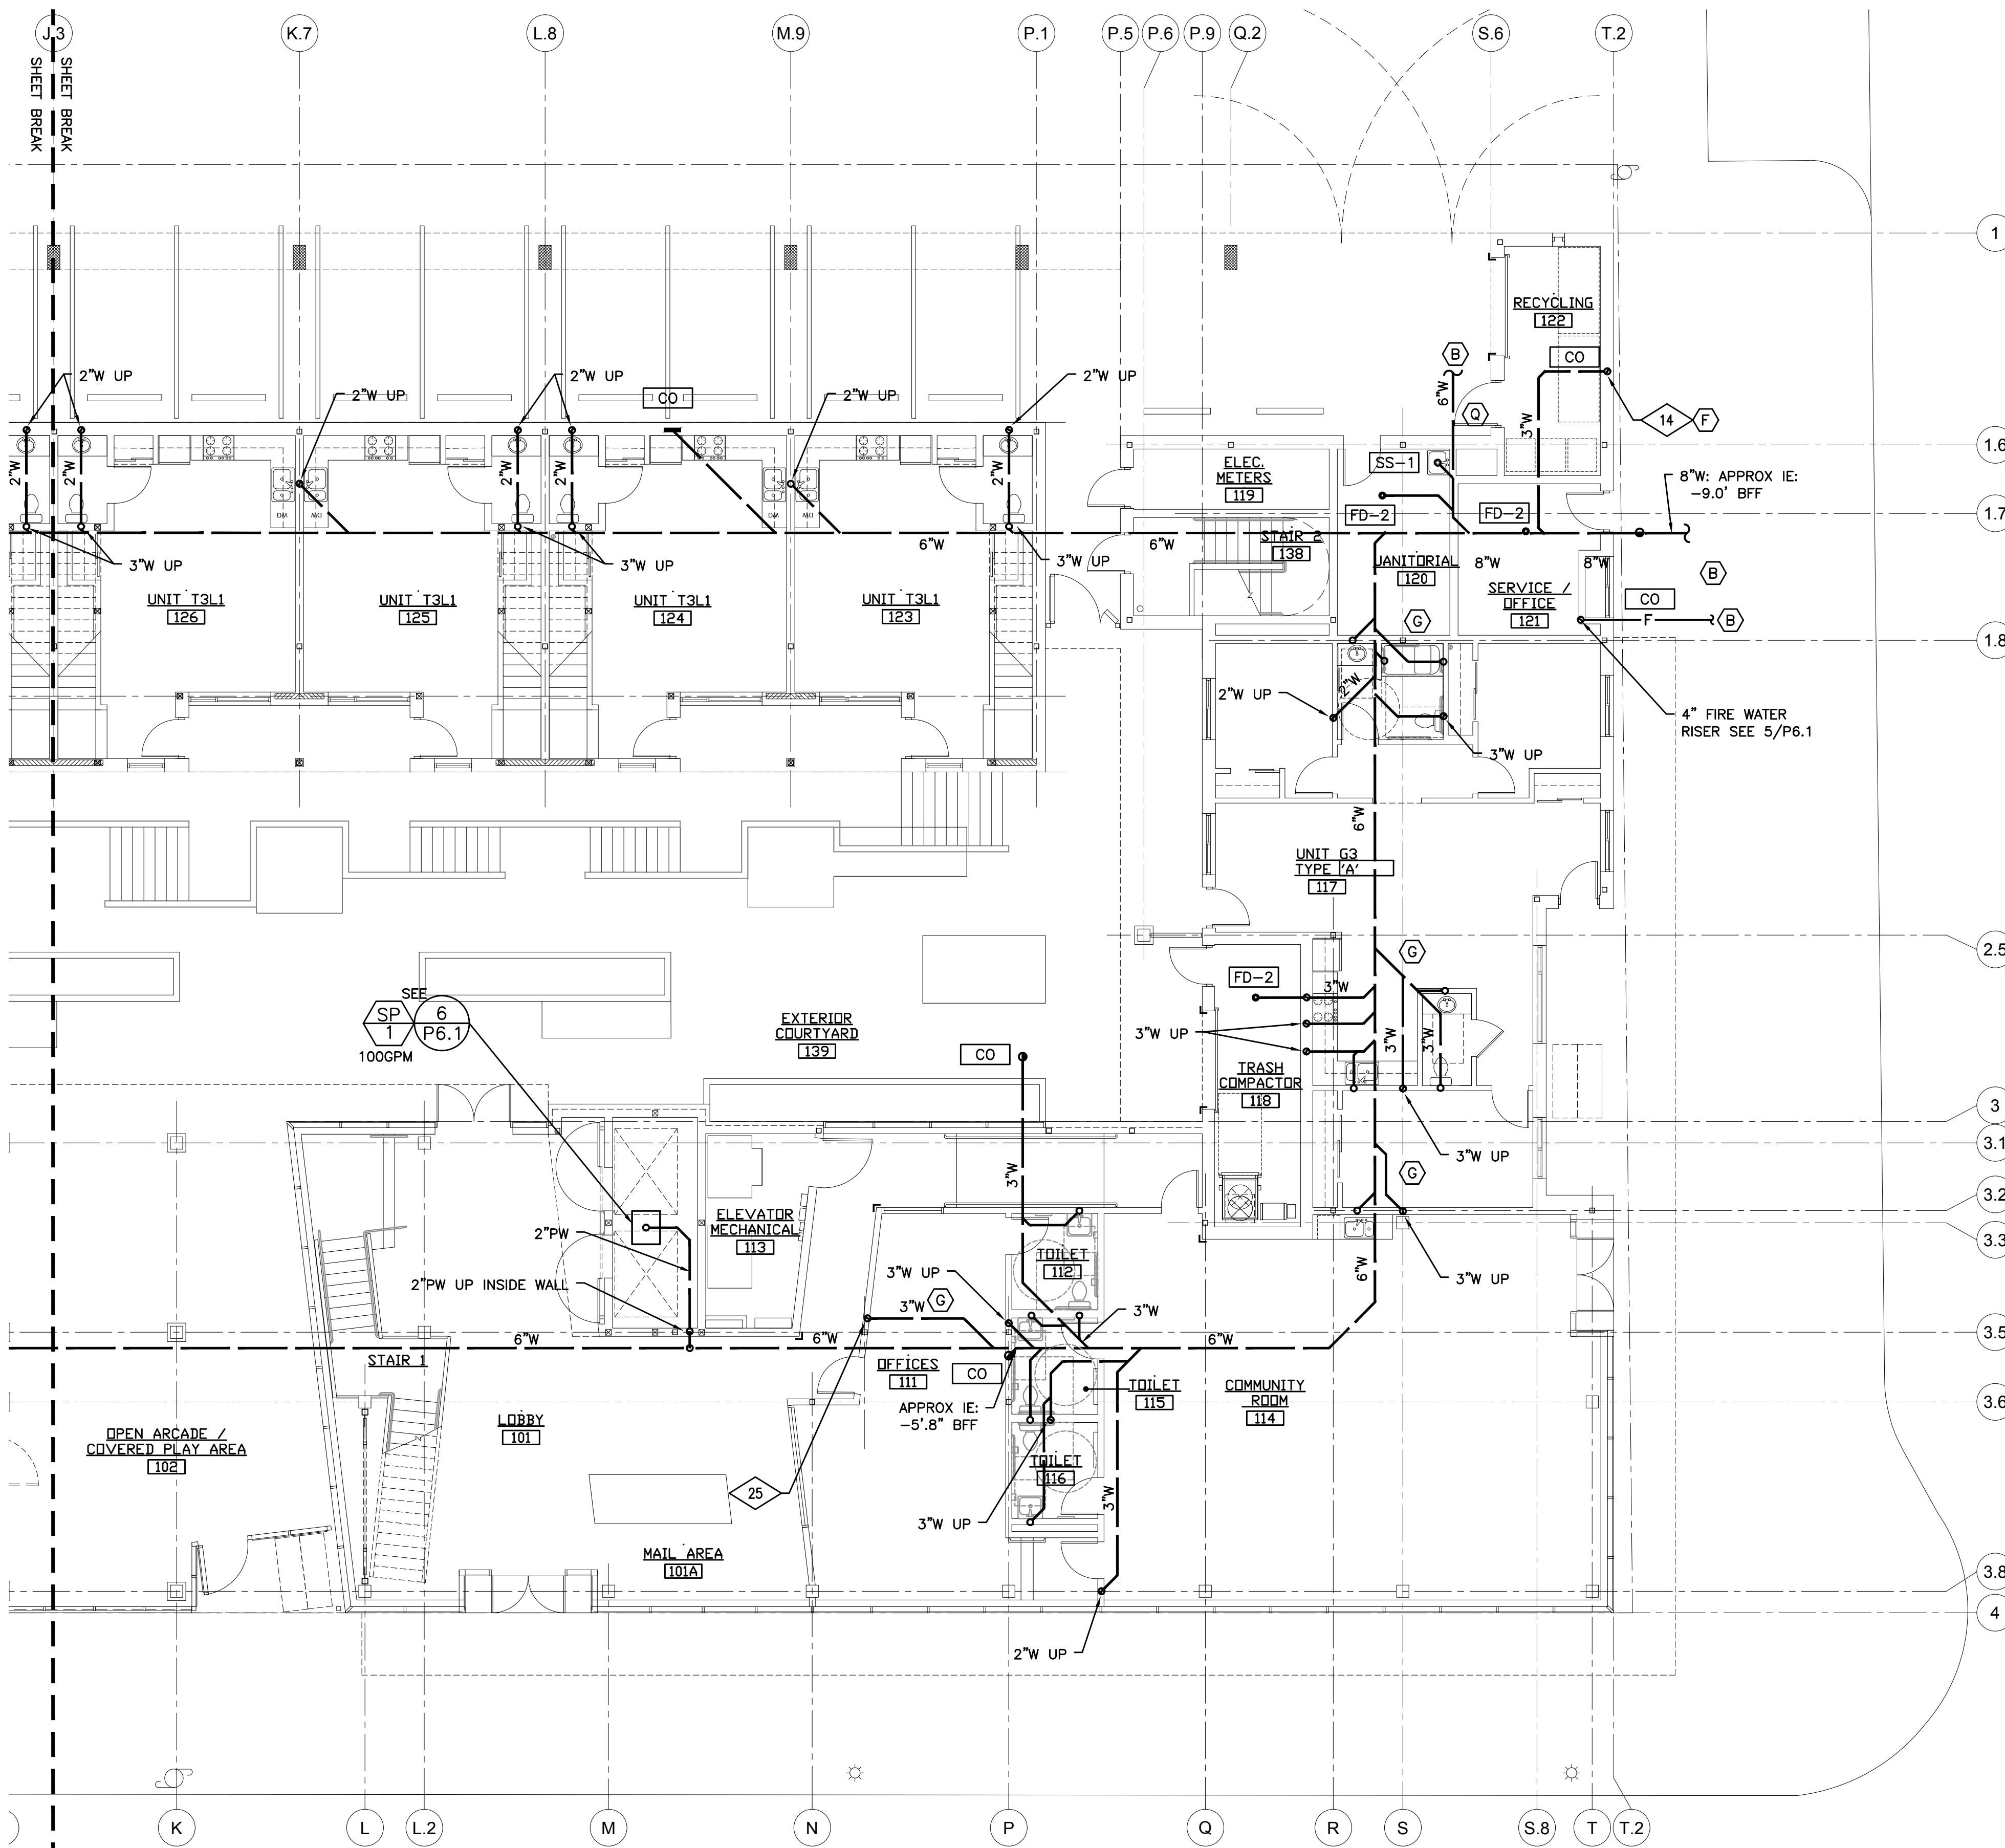 J.3
K.7
L.8
M.9
P.1
P.5
P.6
P.9
Q.2
S.6
T.2
SHEET BREAK
SHEET BREAK
1
RECYCLING
122
CO
B
6"W
Q
3"W
14
F
2"W UP
2"W UP
2"W UP
CO
2"W UP
2"W UP
1.6
2"W
2"W
2"W
2"W
2"W
DW
DW
DW
DW
ELEC.
METERS
119
SS-1
FD-2
FD-2
8"W: APPROX IE:
-9.0' BFF
1.7
6"W
6"W
STAIR 2
138
3"W UP
3"W UP
3"W UP
JANITORIAL
120
8"W
8"W
B
UNIT T3L1
126
UNIT T3L1
125
UNIT T3L1
124
UNIT T3L1
123
SERVICE /
OFFICE
121
CO
F
B
G
1.8
2"W UP
2"W
3"W UP
4" FIRE WATER
RISER SEE 5/P6.1
6"W
UNIT G3
TYPE 'A'
117
2.5
G
FD-2
3"W
SEE
SP
1
6
P6.1
100GPM
EXTERIOR
COURTYARD
139
3"W UP
3"W
3"W
CO
TRASH
COMPACTOR
118
3
3.1
3"W UP
3"W
G
3.2
ELEVATOR
MECHANICAL
113
2"PW
3.3
TOILET
112
6"W
3"W UP
2"PW UP INSIDE WALL
3"W UP
3"W
G
3"W
3.5
6"W
6"W
6"W
STAIR 1
OFFICES
111
CO
TOILET
115
COMMUNITY
ROOM
114
APPROX IE:
-5'.8" BFF
3.6
LOBBY
101
OPEN ARCADE /
COVERED PLAY AREA
102
TOILET
116
25
3"W
3"W UP
MAIL AREA
101A
3.8
4
2"W UP
K
L
L.2
M
N
P
Q
R
S
S.8
T
T.2